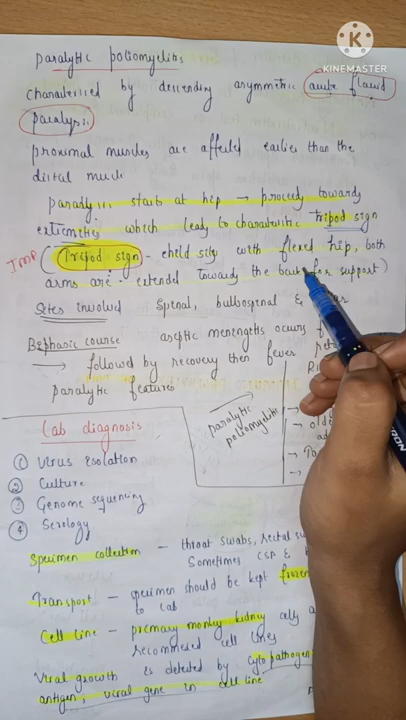 KINEMASTER
Paralytic poliomyelitis
characterised by descending asymmetric acute flaccid
paralysis
proximal muscles are affected earlier than the
distal muscle
paralysis starts at hip → proceeds towards
extremity which leads to characteristic tripod sign
IMP (Tripod sign - child sits with flexed hip, both
arms are extended towards the back for support)
Sites involved Spinal, bulbospinal &
Biphasic course aseptic meningitis occurs
→ followed by recovery then fever
paralytic features
paralytic
poliomyelitis
Lab diagnosis
① Virus isolation
② Culture
③ Genome sequencing
④ Serology
Specimen collection - throat swabs, rectal
Sometimes CSF &
Transport - specimen should be kept frozen
to lab
Cell line - primary monkey kidney cells
recommended cell lines
Viral growth is detected by cytopathogenic
antigen, viral gene in cell line